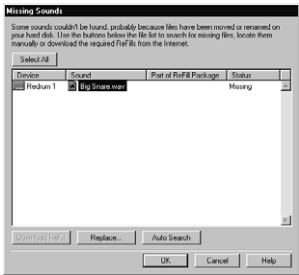 Missing Sounds
Some sounds couldn't be found, probably because files have been moved or renamed on
your hard disk. Use the buttons below the file list to search for missing files, locate them
manually or download the required ReFills from the Internet.
Select All
Device Sound Part of ReFill Package Status
Redrum 1 Big Snare.wav Missing
Download ReFill Replace... Auto Search
OK Cancel Help